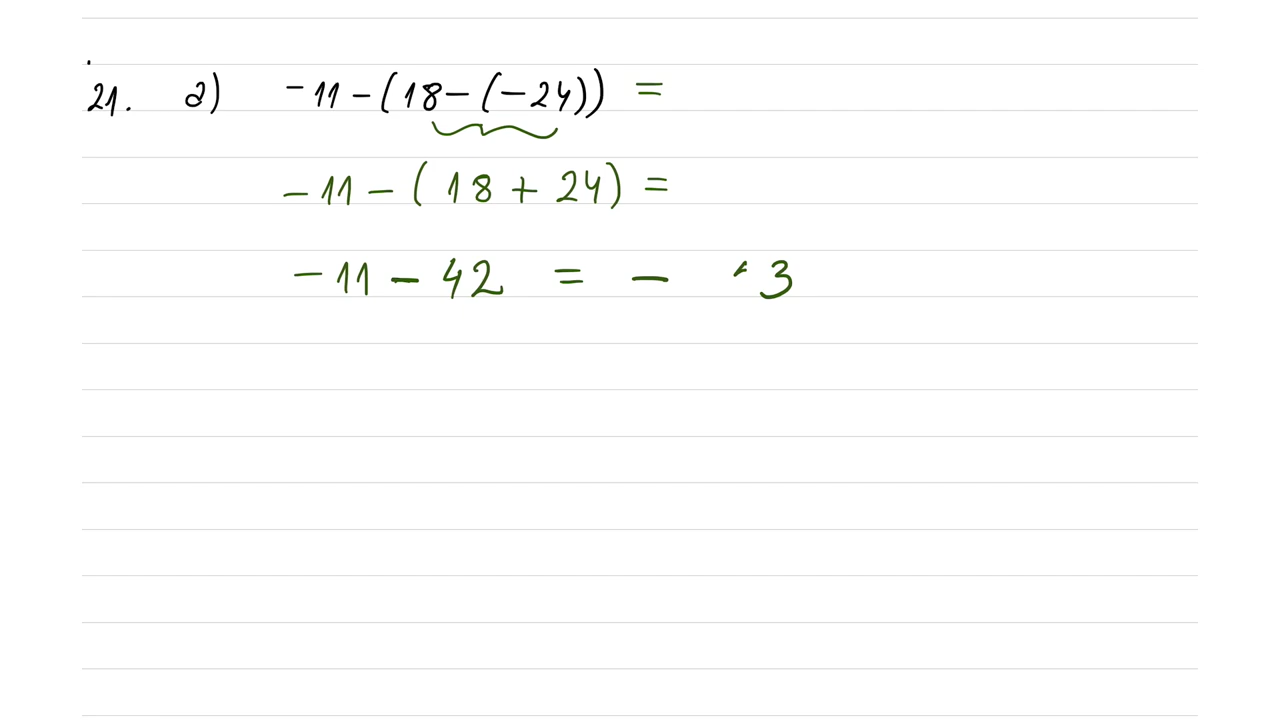 21. a) -11-(18-(-24)) =
-11-(18+24) =
-11-42 = - 3